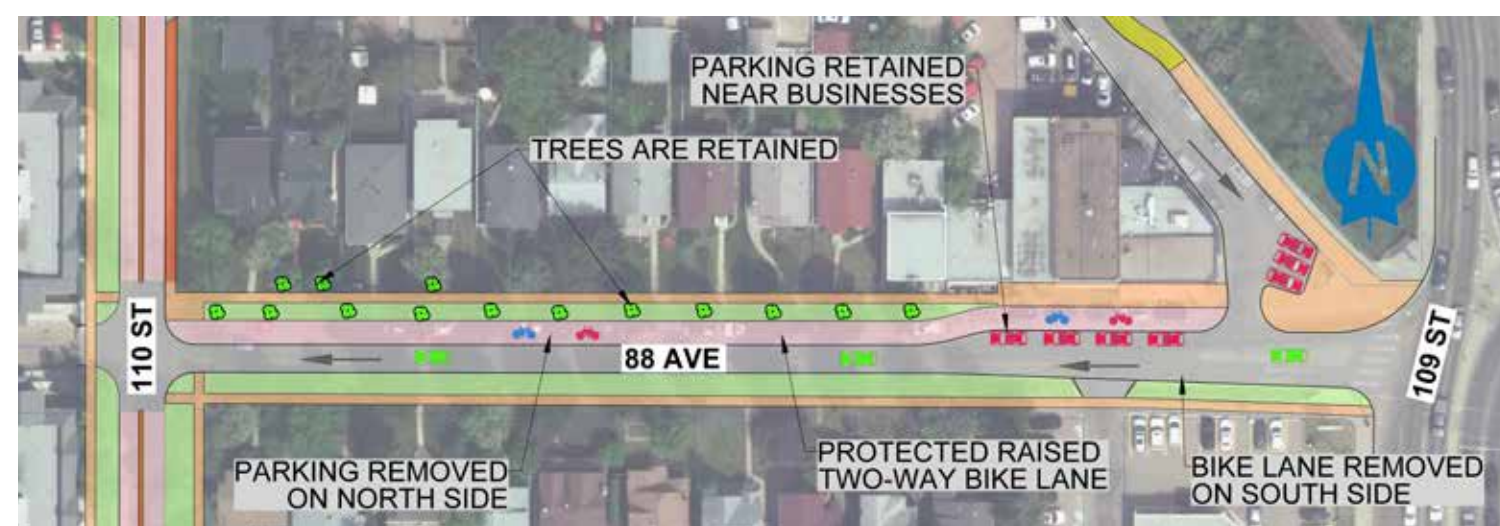 PARKING RETAINED
NEAR BUSINESSES
TREES ARE RETAINED
N
110 ST
88 AVE
109 ST
PARKING REMOVED
ON NORTH SIDE
PROTECTED RAISED
TWO-WAY BIKE LANE
BIKE LANE REMOVED
ON SOUTH SIDE